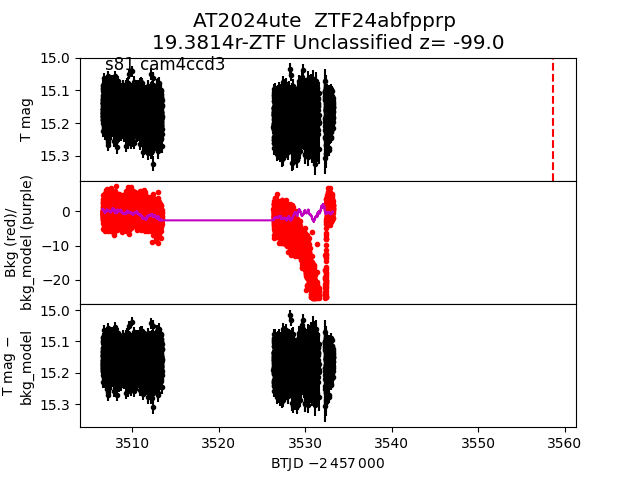 AT2024ute  ZTF24abfpprp
19.3814r-ZTF Unclassified z= -99.0
s81 cam4ccd3
T mag
15.0
15.1
15.2
15.3
Bkg (red)/
bkg_model (purple)
0
−10
−20
T mag −
bkg_model
15.0
15.1
15.2
15.3
3510 3520 3530 3540 3550 3560
BTJD −2 457 000